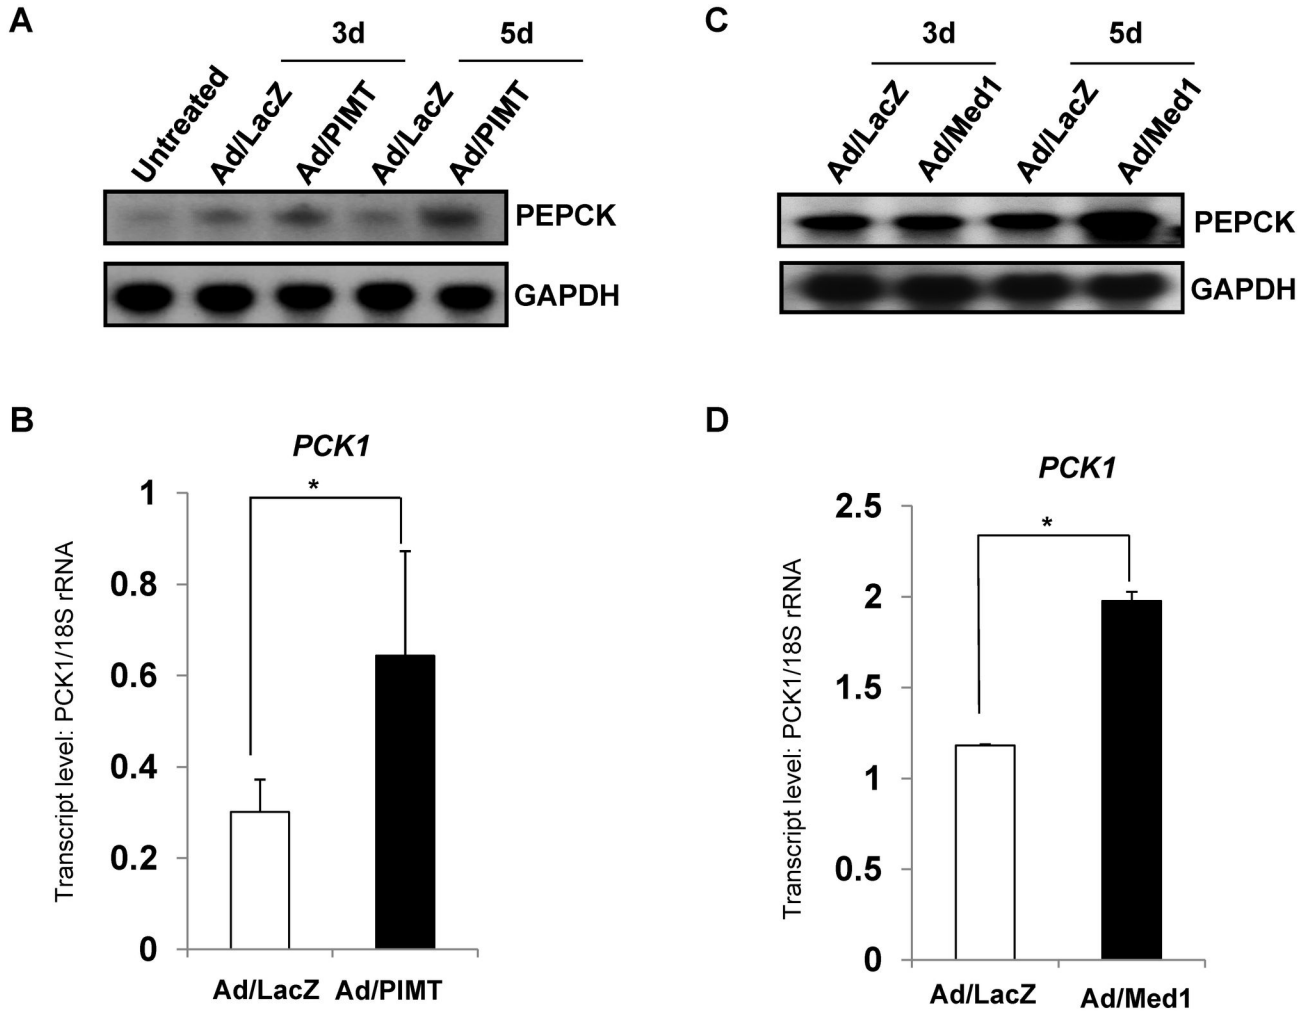 A
3d
5d
Untreated
Ad/LacZ
Ad/PIMT
Ad/LacZ
Ad/PIMT
PEPCK
GAPDH
C
3d
5d
Ad/LacZ
Ad/Med1
Ad/LacZ
Ad/Med1
PEPCK
GAPDH
B
PCK1
*
Transcript level: PCK1/18S rRNA
1
0.8
0.6
0.4
0.2
0
Ad/LacZ
Ad/PIMT
D
PCK1
*
Transcript level: PCK1/18S rRNA
2.5
2
1.5
1
0.5
0
Ad/LacZ
Ad/Med1